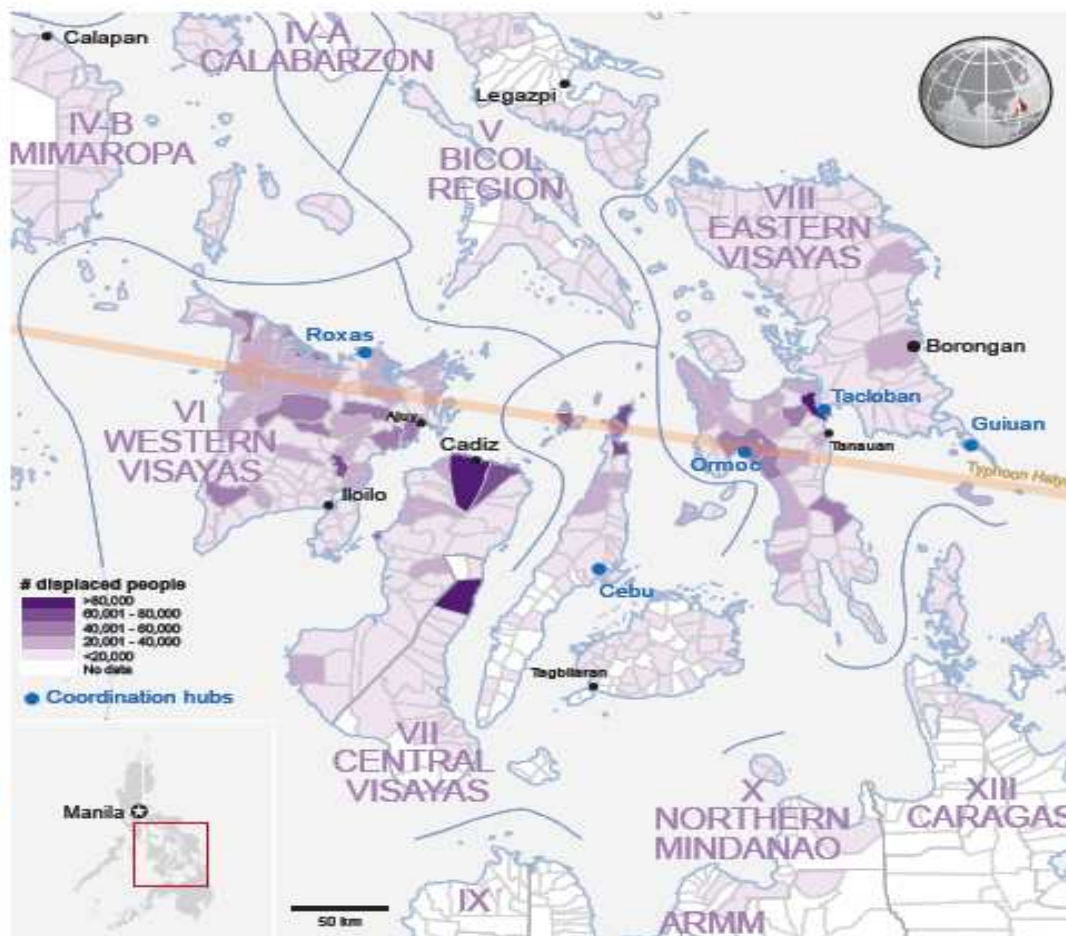 Calapan
IV-A
CALABARZON
Legazpi
IV-B
MIMAROPA
V
BICOL
REGION
VIII
EASTERN
VISAYAS
Roxas
Borongan
Tacloban
Ajuy
VI
WESTERN
VISAYAS
Cadiz
Guiuan
Ormoc
Typhoon
Iloilo
# displaced people
>80,000
60,001 - 80,000
40,001 - 60,000
20,001 - 40,000
<20,000
No data
Cebu
Coordination hubs
Tagbilaran
VII
CENTRAL
VISAYAS
X
NORTHERN
MINDANAO
XIII
CARAGAS
Manila
IX
50 km
ARMM